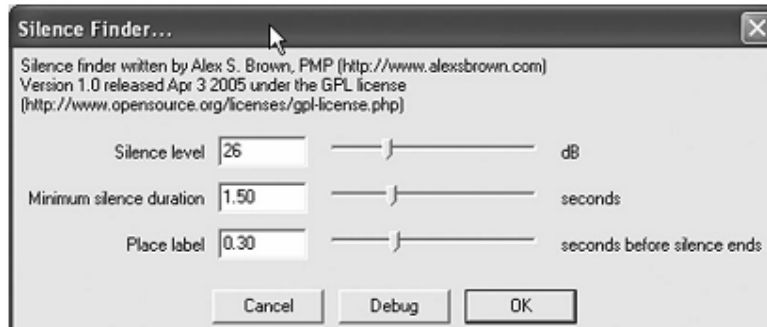 Silence Finder...
Silence finder written by Alex S. Brown, PMP (http://www.alexsbrown.com)
Version 1.0 released Apr 3 2005 under the GPL license
(http://www.opensource.org/licenses/gpl-license.php)
Silence level 26 dB
Minimum silence duration 1.50 seconds
Place label 0.30 seconds before silence ends
Cancel Debug OK